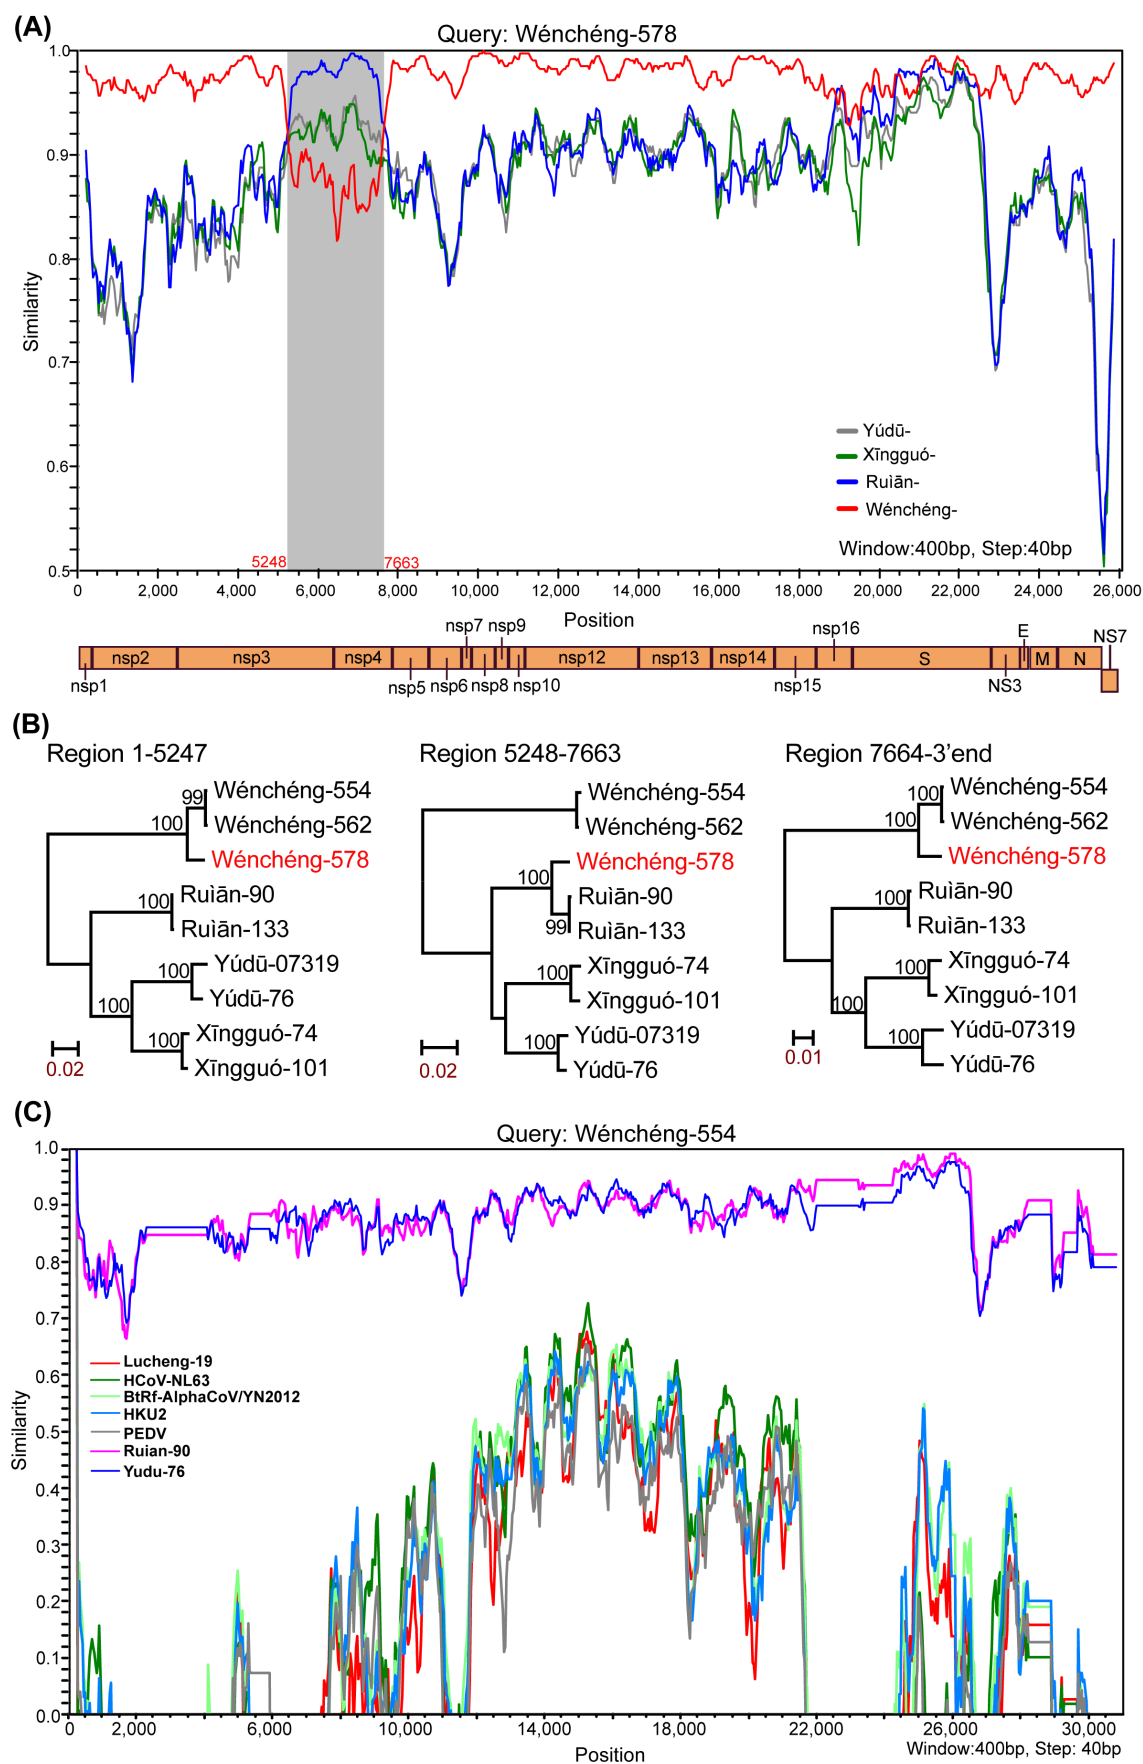 (A)
Query: Wénchéng-578
1.0
0.9
0.8
0.7
0.6
0.5
Similarity
Yúdū-
Xīngguó-
Ruìān-
Wénchéng-
Window:400bp, Step:40bp
5248
7663
0 2,000 4,000 6,000 8,000 10,000 12,000 14,000 16,000 18,000 20,000 22,000 24,000 26,000
Position
nsp7 nsp9 nsp16 E NS7
nsp2 nsp3 nsp4 nsp12 nsp13 nsp14 S M N
nsp1 nsp5 nsp6 nsp8 nsp10 nsp15 NS3
(B)
Region 1-5247
99
Wénchéng-554
100
Wénchéng-562
Wénchéng-578
100
Ruìān-90
Ruìān-133
100
Yúdū-07319
Yúdū-76
100
100
Xīngguó-74
Xīngguó-101
0.02
Region 5248-7663
Wénchéng-554
Wénchéng-562
Wénchéng-578
100
Ruìān-90
99
Ruìān-133
100
Xīngguó-74
Xīngguó-101
100
Yúdū-07319
Yúdū-76
0.02
Region 7664-3’end
100
Wénchéng-554
100
Wénchéng-562
Wénchéng-578
100
Ruìān-90
Ruìān-133
100
Xīngguó-74
Xīngguó-101
100
100
Yúdū-07319
Yúdū-76
0.01
(C)
Query: Wénchéng-554
1.0
0.9
0.8
0.7
0.6
0.5
0.4
0.3
0.2
0.1
0.0
Similarity
Lucheng-19
HCoV-NL63
BtRf-AlphaCoV/YN2012
HKU2
PEDV
Ruian-90
Yudu-76
0 2,000 6,000 10,000 14,000 18,000 22,000 26,000 30,000
Position
Window:400bp, Step: 40bp